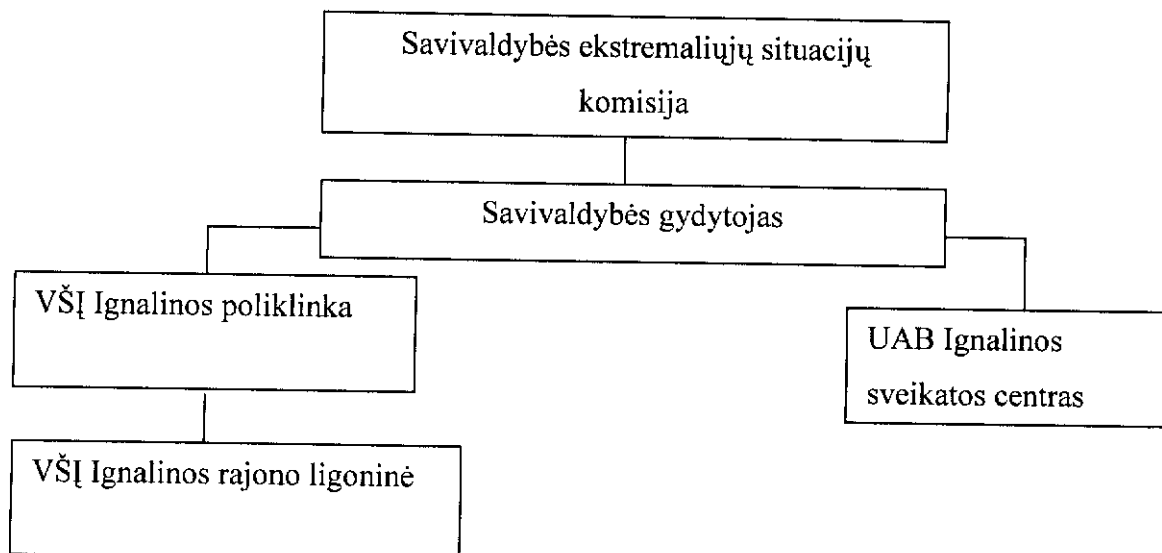 Savivaldybės ekstremaliųjų situacijų
komisija
Savivaldybės gydytojas
VŠĮ Ignalinos poliklinka
UAB Ignalinos
sveikatos centras
VŠĮ Ignalinos rajono ligoninė